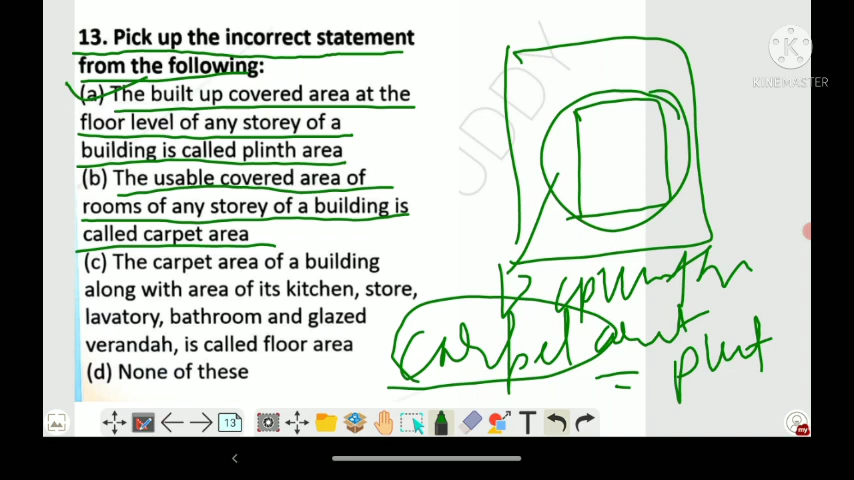 13. Pick up the incorrect statement
from the following:
(a) The built up covered area at the
floor level of any storey of a
building is called plinth area
(b) The usable covered area of
rooms of any storey of a building is
called carpet area
(c) The carpet area of a building
along with area of its kitchen, store,
lavatory, bathroom and glazed
verandah, is called floor area
(d) None of these
UDDY
KINEMASTER
carpet
13
T
my